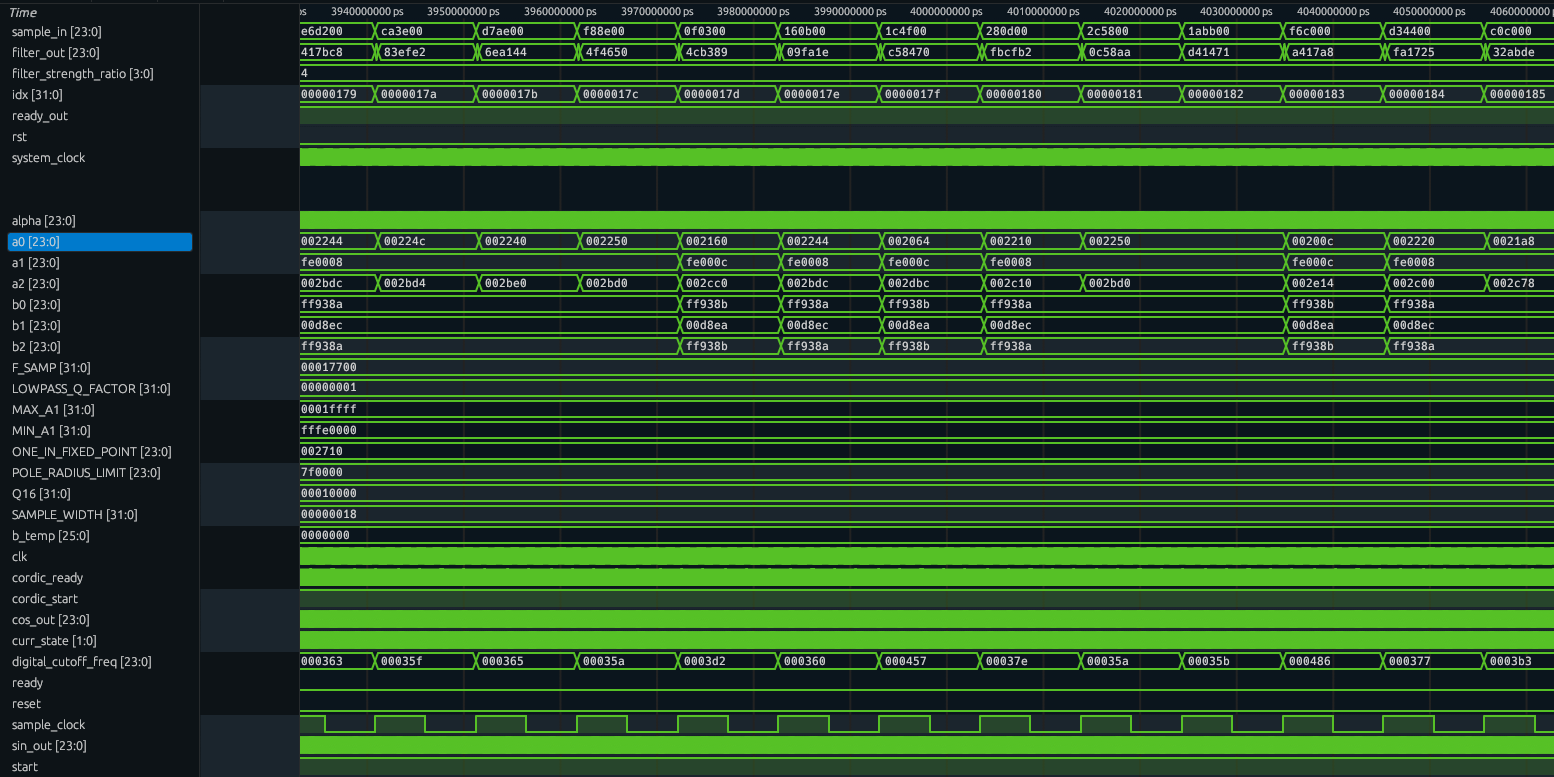 Time ps 3940000000 ps 3950000000 ps 3960000000 ps 3970000000 ps 3980000000 ps 3990000000 ps 4000000000 ps 4010000000 ps 4020000000 ps 4030000000 ps 4040000000 ps 4050000000 ps 4060000000 ps
sample_in [23:0] e6d200 ca3e00 d7ae00 f88e00 0f0300 160b00 1c4f00 280d00 2c5800 1abb00 f6c000 d34400 c0c000
filter_out [23:0] 417bc8 83efe2 6ea144 4f4650 4cb389 09fa1e c58470 fbcfb2 0c58aa d41471 a417a8 fa1725 32abde
filter_strength_ratio [3:0] 4
idx [31:0] 00000179 0000017a 0000017b 0000017c 0000017d 0000017e 0000017f 00000180 00000181 00000182 00000183 00000184 00000185
ready_out
rst
system_clock
alpha [23:0]
a0 [23:0] 002244 00224c 002240 002250 002160 002244 002064 002210 002250 00200c 002220 0021a8
a1 [23:0] fe0008 fe000c fe0008 fe000c fe0008 fe000c fe0008
a2 [23:0] 002bdc 002bd4 002be0 002bd0 002cc0 002bdc 002dbc 002c10 002bd0 002e14 002c00 002c78
b0 [23:0] ff938a ff938b ff938a ff938b ff938a ff938b ff938a
b1 [23:0] 00d8ec 00d8ea 00d8ec 00d8ea 00d8ec 00d8ea 00d8ec
b2 [23:0] ff938a ff938b ff938a ff938b ff938a ff938b ff938a
F_SAMP [31:0] 00017700
LOWPASS_Q_FACTOR [31:0] 00000001
MAX_A1 [31:0] 0001ffff
MIN_A1 [31:0] fffe0000
ONE_IN_FIXED_POINT [23:0] 002710
POLE_RADIUS_LIMIT [23:0] 7f0000
Q16 [31:0] 00010000
SAMPLE_WIDTH [31:0] 00000018
b_temp [25:0] 0000000
clk
cordic_ready
cordic_start
cos_out [23:0]
curr_state [1:0]
digital_cutoff_freq [23:0] 000363 00035f 000365 00035a 0003d2 000360 000457 00037e 00035a 00035b 000486 000377 0003b3
ready
reset
sample_clock
sin_out [23:0]
start